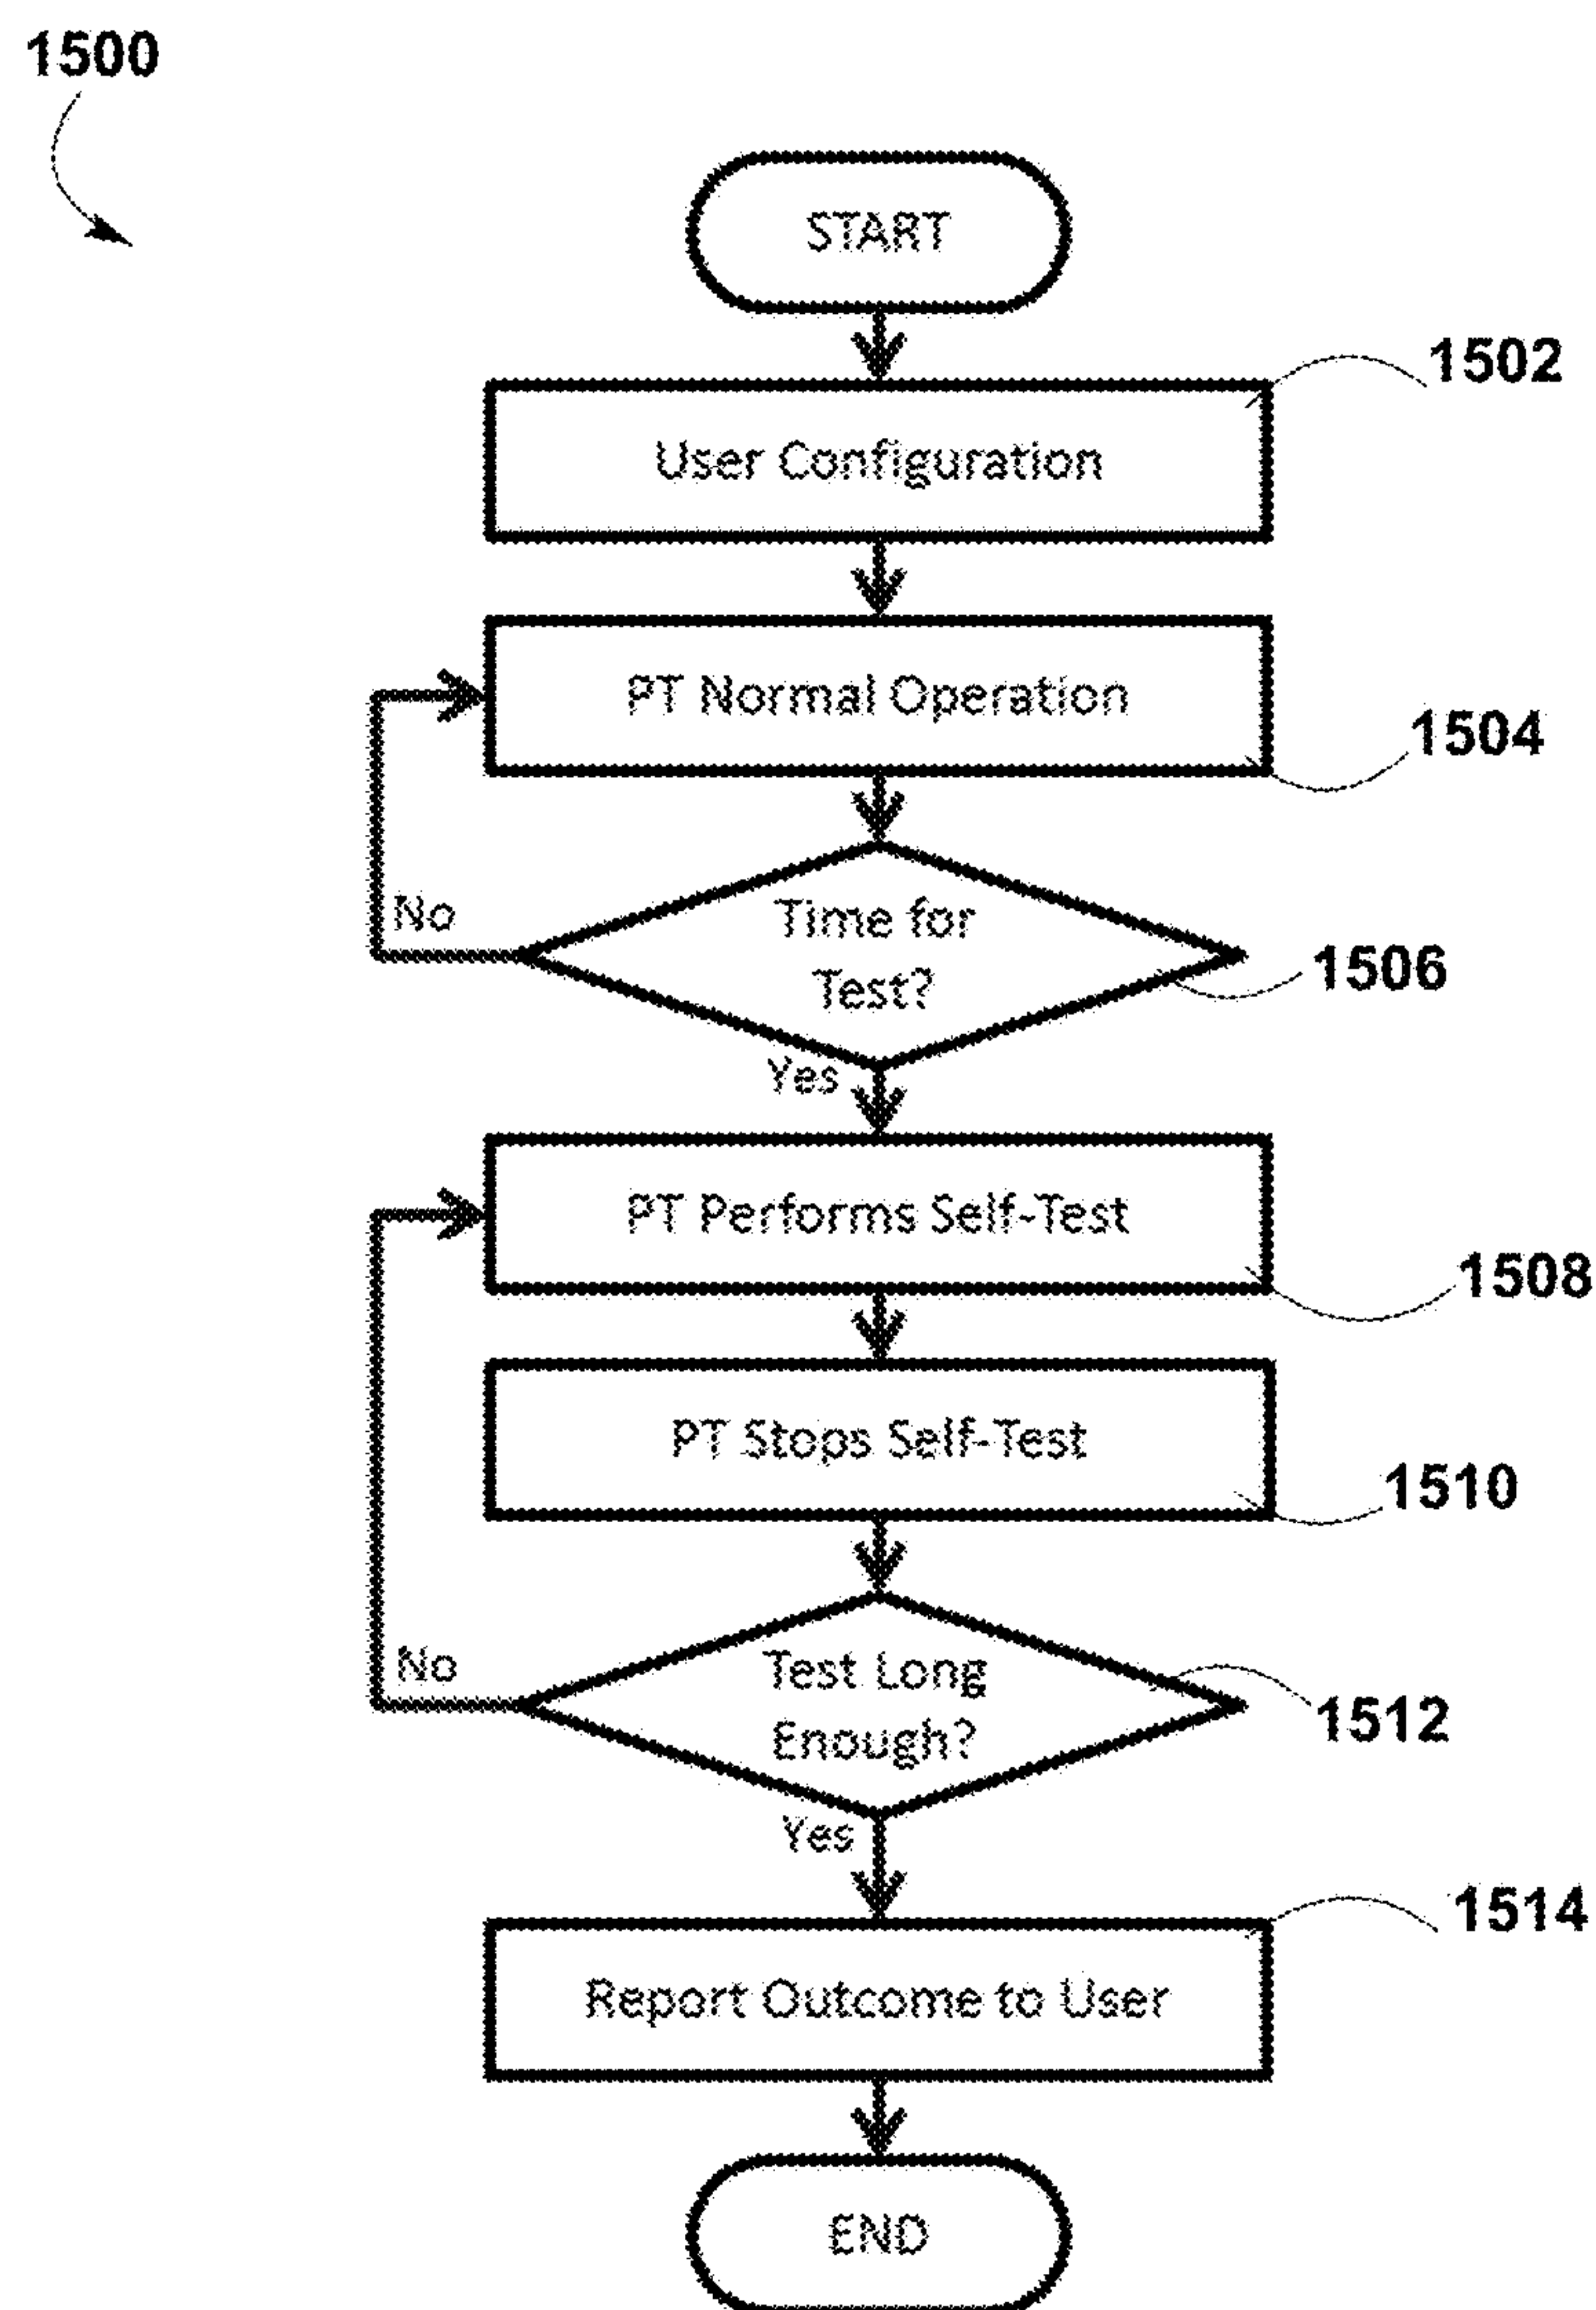 1500
START
1502
User Configuration
PT Normal Operation
1504
No
Time for
Test?
1506
Yes
PT Performs Self-Test
1508
PT Stops Self-Test
1510
No
Test Long
Enough?
1512
Yes
1514
Report Outcome to User
END